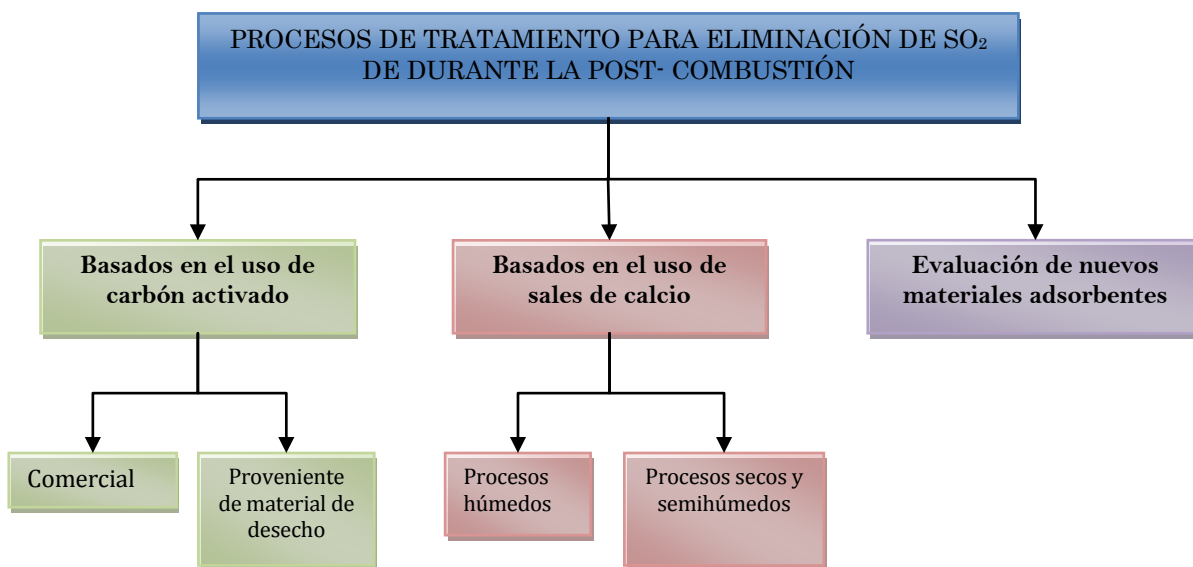 PROCESOS DE TRATAMIENTO PARA ELIMINACIÓN DE SO₂
DE DURANTE LA POST- COMBUSTIÓN
Basados en el uso de
carbón activado
Basados en el uso de
sales de calcio
Evaluación de nuevos
materiales adsorbentes
Comercial
Proveniente
de material de
desecho
Procesos
húmedos
Procesos secos y
semihúmedos